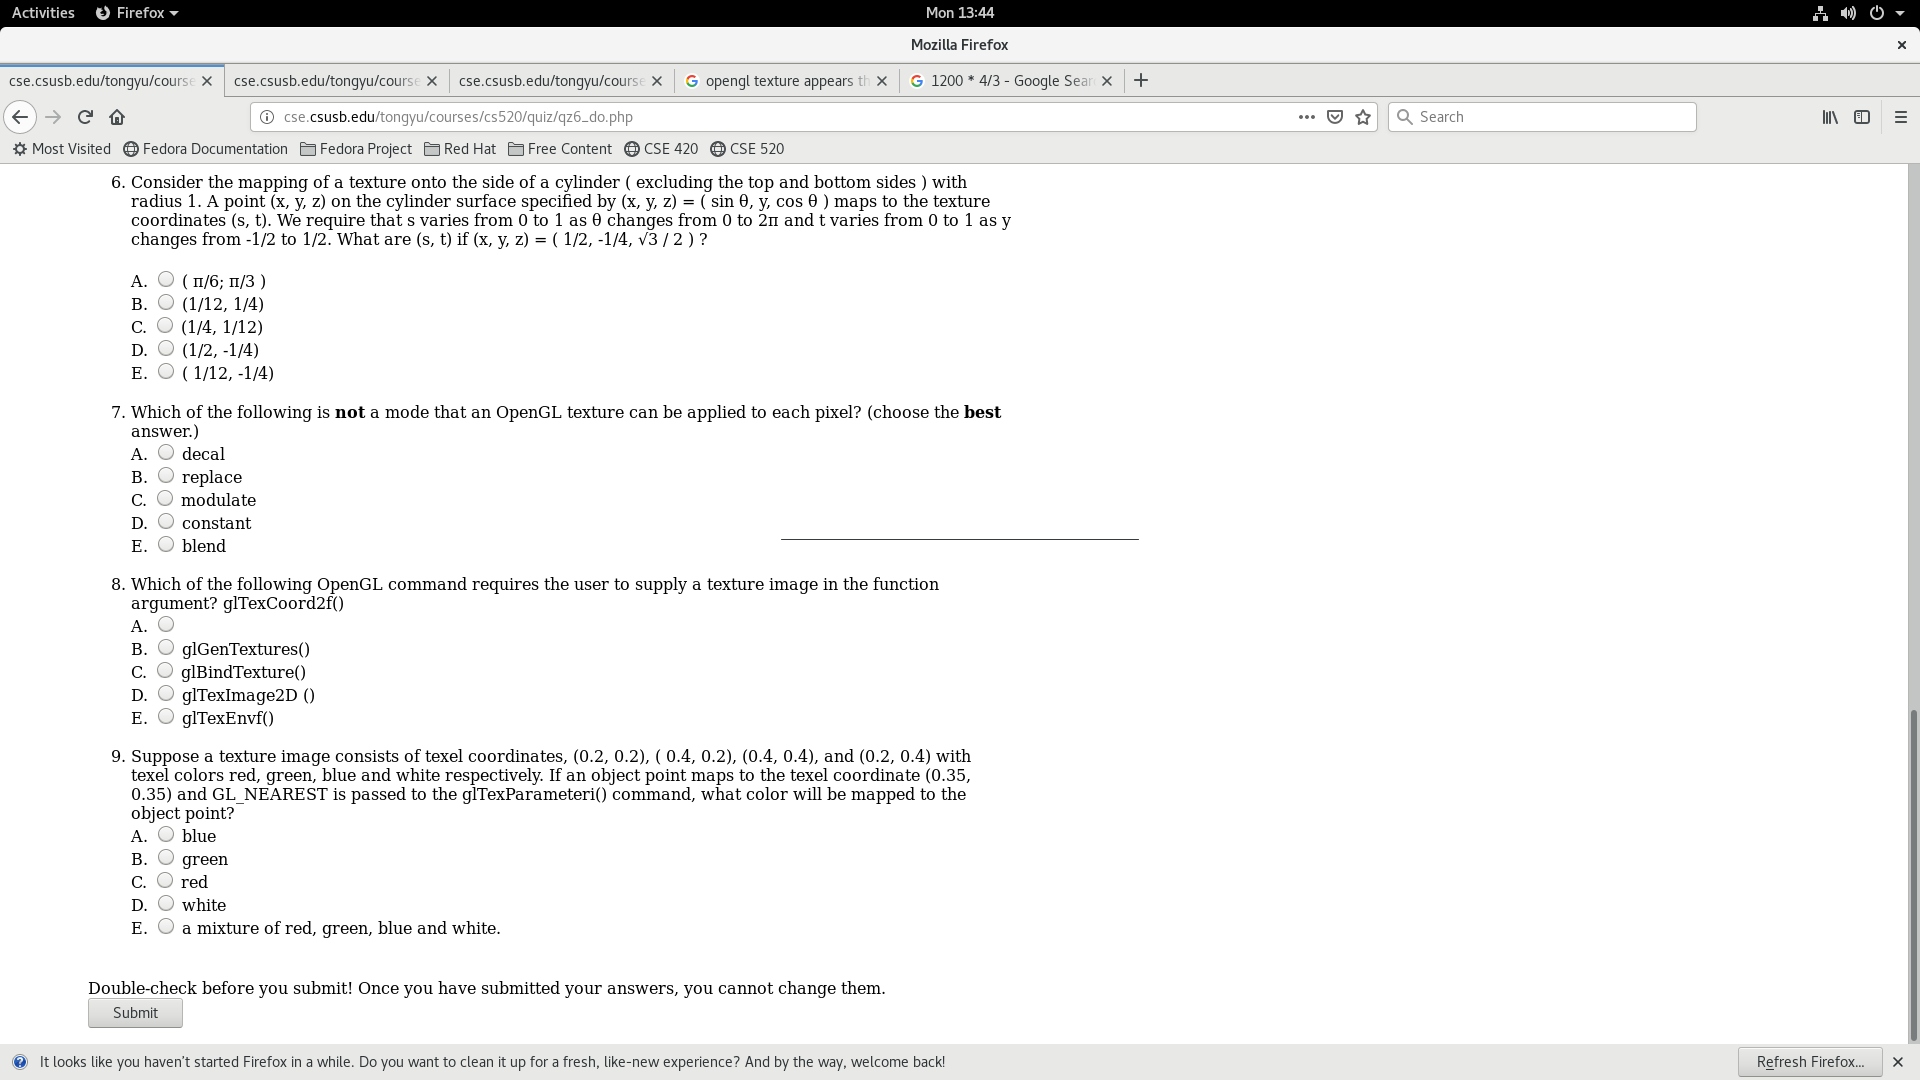 Activities Firefox Mon 13:44
Mozilla Firefox
cse.csusb.edu/tongyu/course cse.csusb.edu/tongyu/course cse.csusb.edu/tongyu/course opengl texture appears th 1200 * 4/3 - Google Sear
cse.csusb.edu/tongyu/courses/cs520/quiz/qz6_do.php Search
Most Visited Fedora Documentation Fedora Project Red Hat Free Content CSE 420 CSE 520
6. Consider the mapping of a texture onto the side of a cylinder ( excluding the top and bottom sides ) with
radius 1. A point (x, y, z) on the cylinder surface specified by (x, y, z) = ( sin θ, y, cos θ ) maps to the texture
coordinates (s, t). We require that s varies from 0 to 1 as θ changes from 0 to 2π and t varies from 0 to 1 as y
changes from -1/2 to 1/2. What are (s, t) if (x, y, z) = ( 1/2, -1/4, √3 / 2 ) ?
A. ( π/6; π/3 )
B. (1/12, 1/4)
C. (1/4, 1/12)
D. (1/2, -1/4)
E. ( 1/12, -1/4)
7. Which of the following is not a mode that an OpenGL texture can be applied to each pixel? (choose the best
answer.)
A. decal
B. replace
C. modulate
D. constant
E. blend
8. Which of the following OpenGL command requires the user to supply a texture image in the function
argument? glTexCoord2f()
A.
B. glGenTextures()
C. glBindTexture()
D. glTexImage2D ()
E. glTexEnvf()
9. Suppose a texture image consists of texel coordinates, (0.2, 0.2), ( 0.4, 0.2), (0.4, 0.4), and (0.2, 0.4) with
texel colors red, green, blue and white respectively. If an object point maps to the texel coordinate (0.35,
0.35) and GL_NEAREST is passed to the glTexParameteri() command, what color will be mapped to the
object point?
A. blue
B. green
C. red
D. white
E. a mixture of red, green, blue and white.
Double-check before you submit! Once you have submitted your answers, you cannot change them.
Submit
It looks like you haven't started Firefox in a while. Do you want to clean it up for a fresh, like-new experience? And by the way, welcome back! Refresh Firefox...